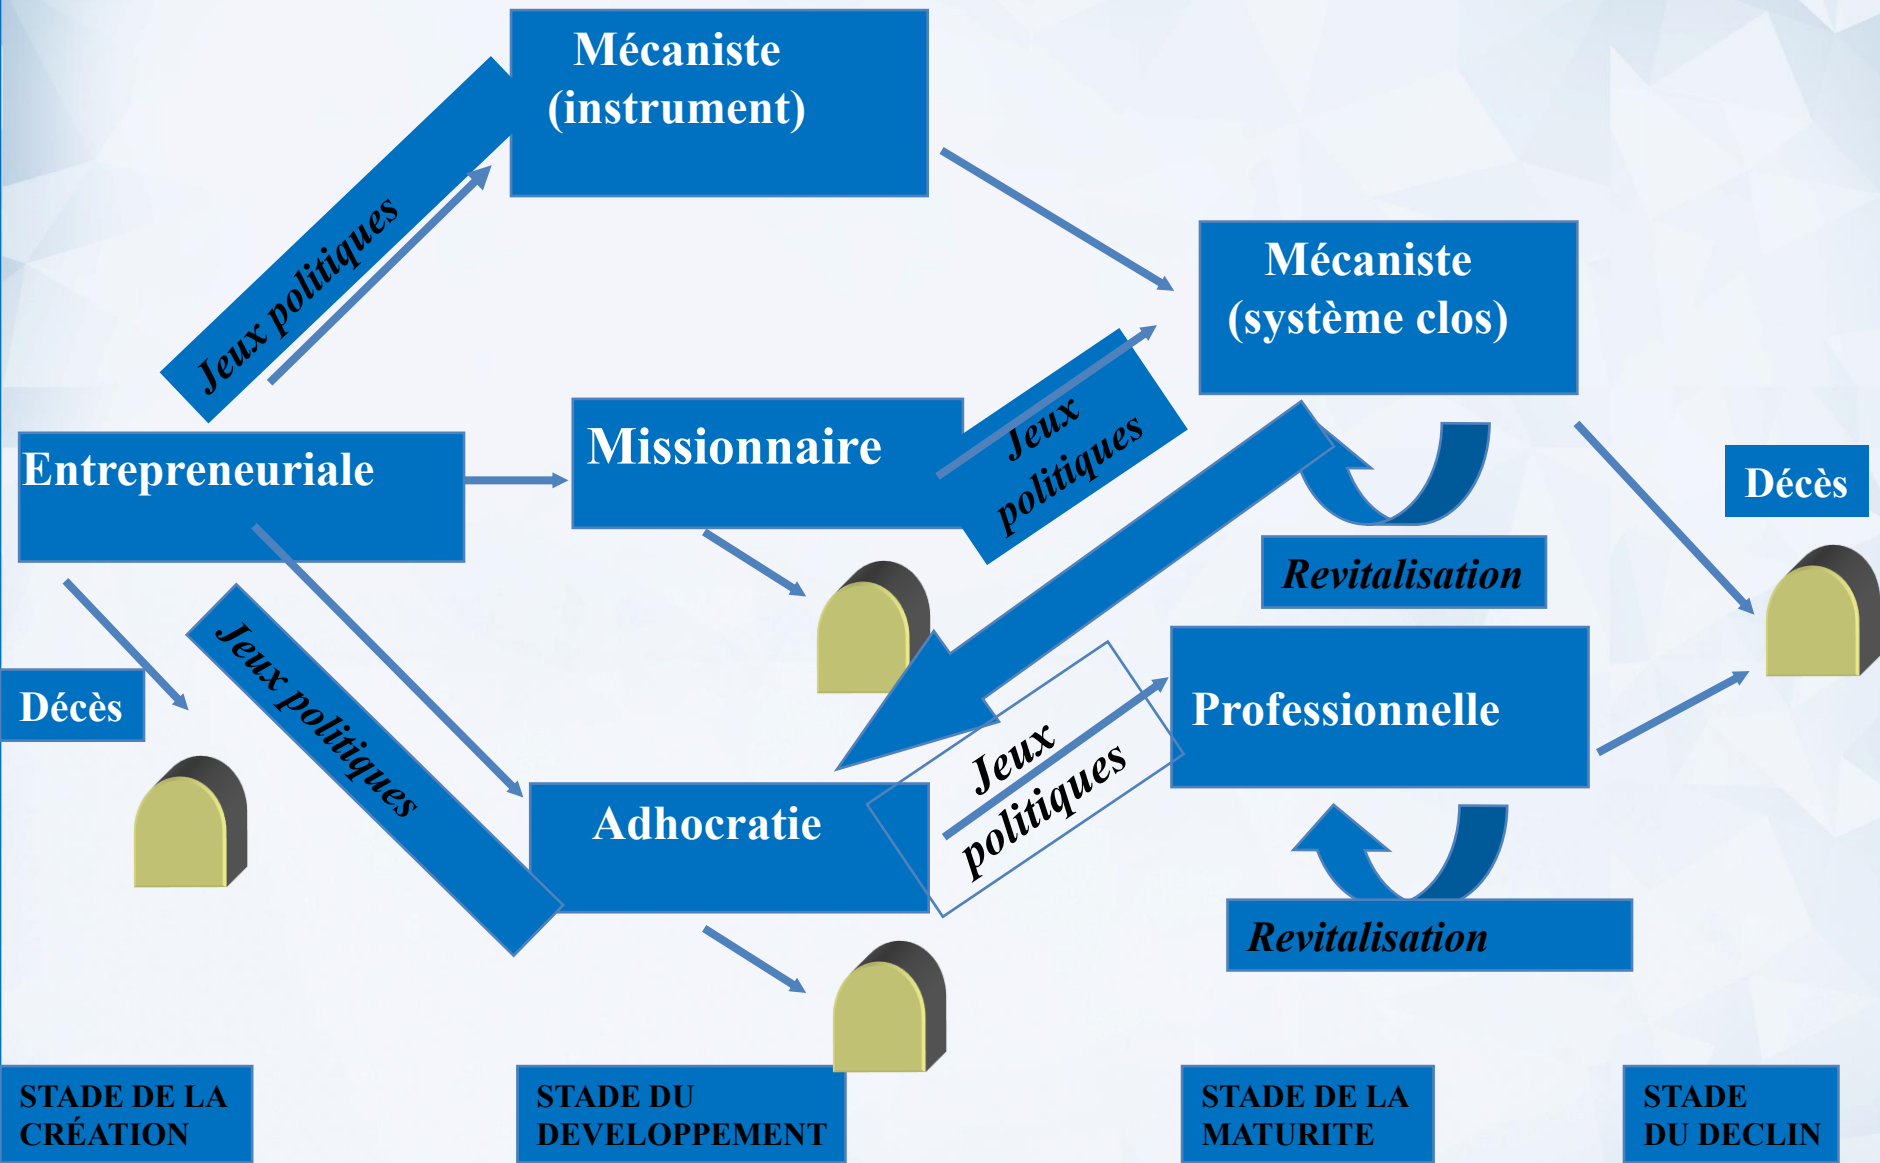 Mécaniste
(instrument)
Jeux politiques
Mécaniste
(système clos)
Entrepreneuriale
Missionnaire
Jeux
politiques
Décès
Revitalisation
Décès
Jeux politiques
Professionnelle
Jeux
politiques
Adhocratie
Revitalisation
STADE DE LA
CRÉATION
STADE DU
DEVELOPPEMENT
STADE DE LA
MATURITE
STADE
DU DECLIN